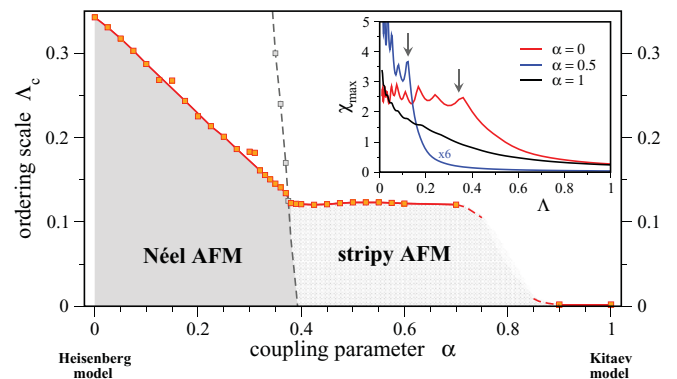 ordering scale Λc
0.3
0.2
0.1
0
0.3
0.2
0.1
0
0
0.2
0.4
0.6
0.8
1
coupling parameter α
Heisenberg
model
Kitaev
model
Néel AFM
stripy AFM
χmax
5
4
3
2
1
0
0
0.2
0.4
0.6
0.8
1
Λ
α = 0
α = 0.5
α = 1
x6